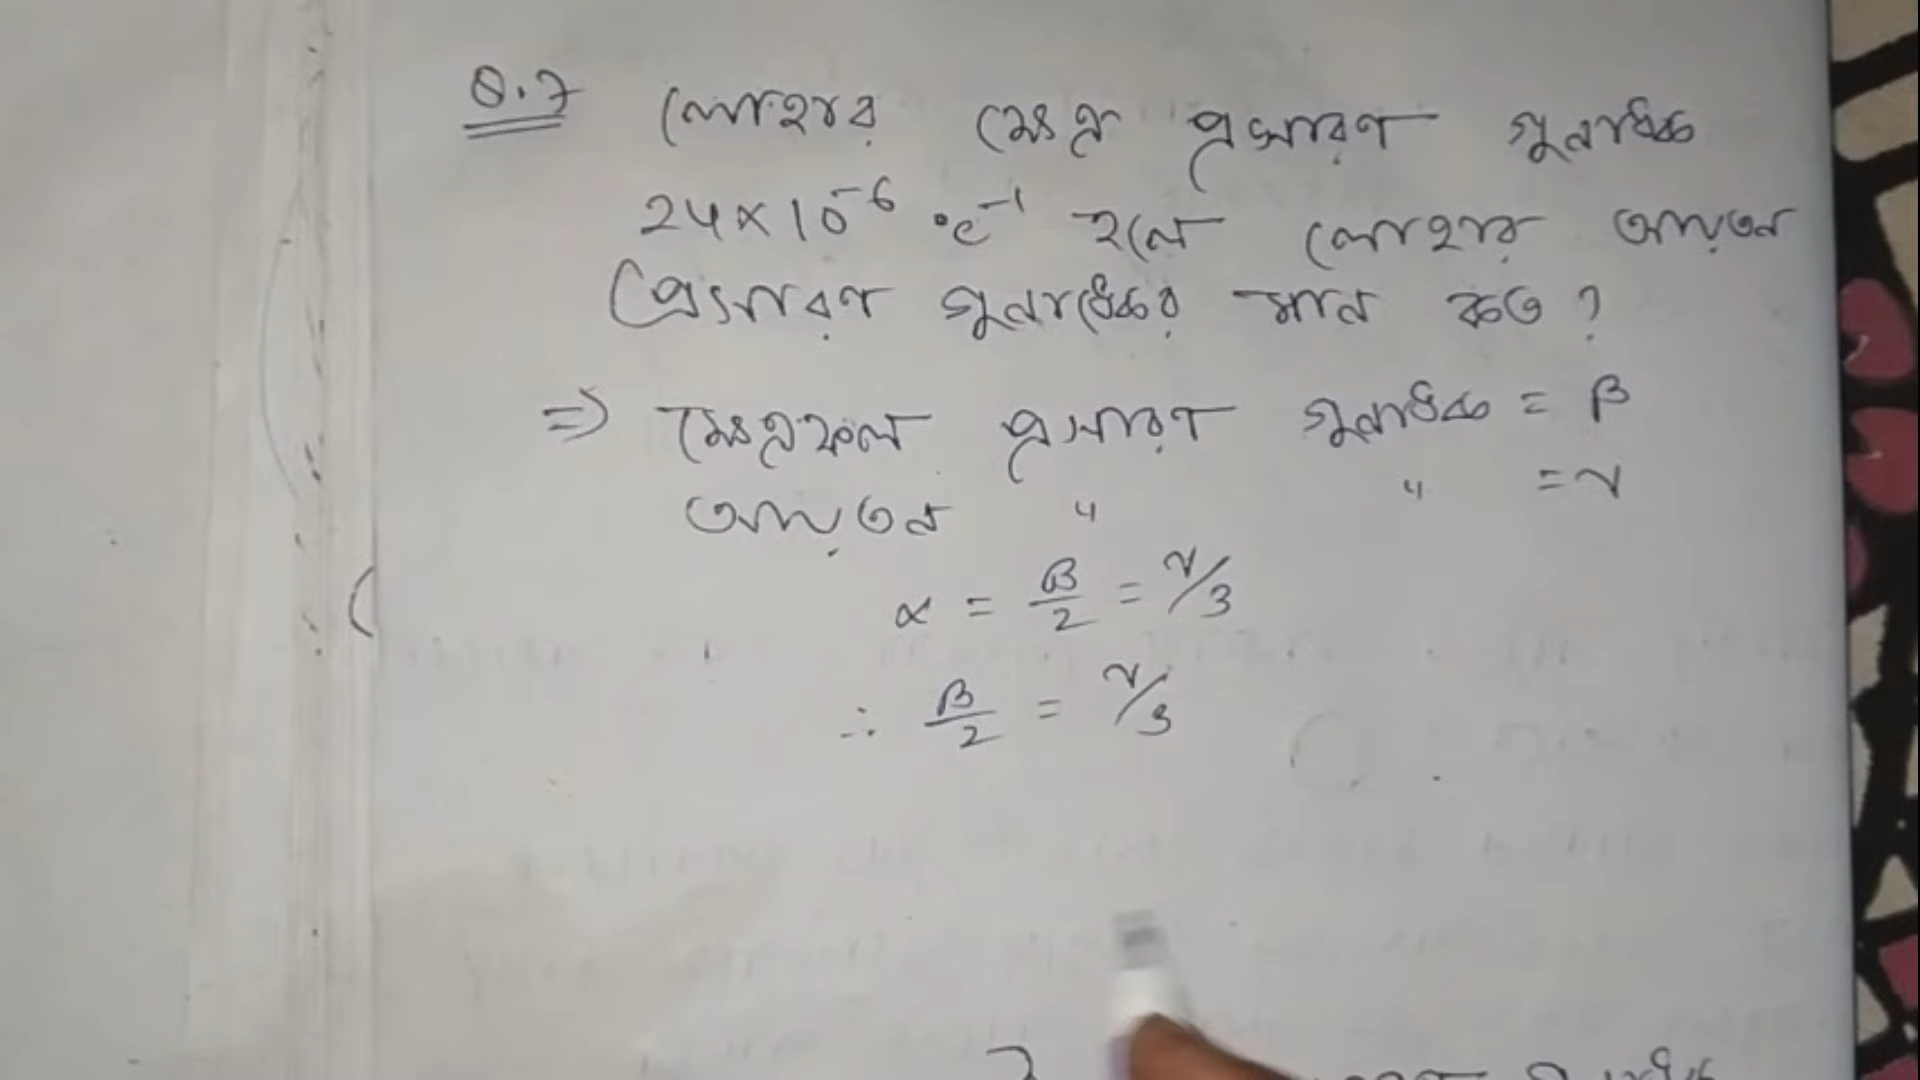 Q.7 লোহার ক্ষেত্র প্রসারণ গুনাঙ্ক
24×10⁻⁶ °c⁻¹ হলে লোহার আয়তন
প্রসারণ গুনাঙ্কের মান কত ?
⇒ ক্ষেত্রফল প্রসারণ গুনাঙ্ক = β
আয়তন " " = γ
α = β/2 = γ/3
∴ β/2 = γ/3